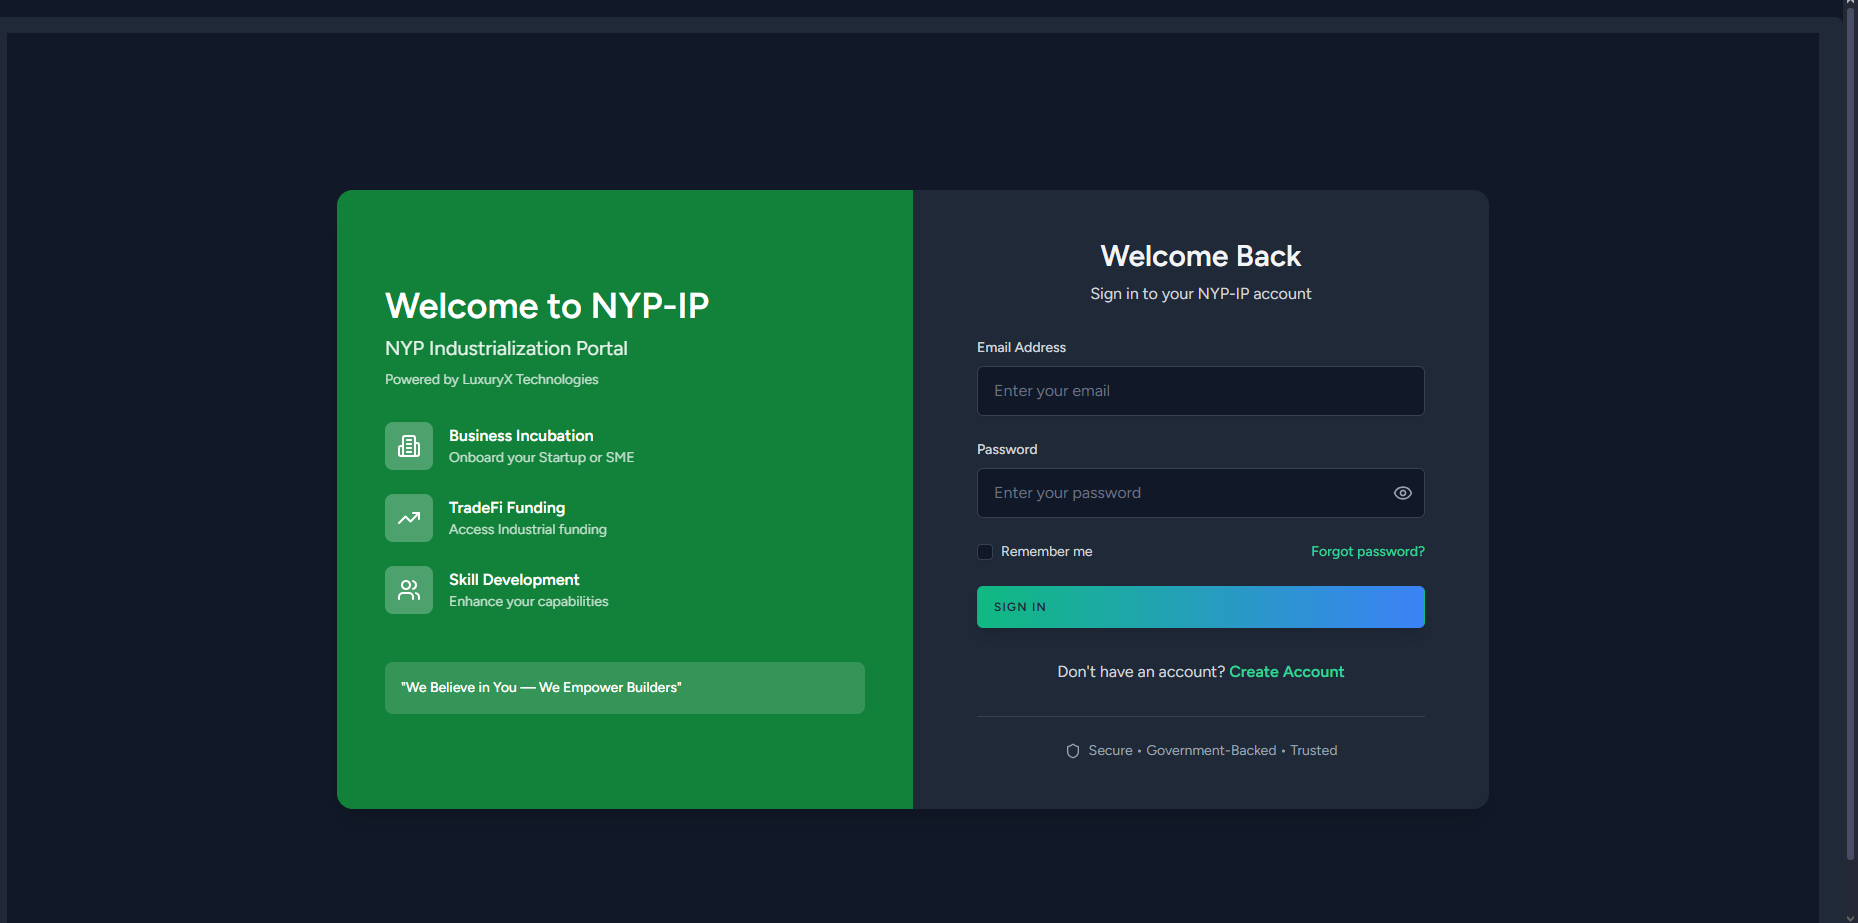 Welcome to NYP-IP
NYP Industrialization Portal
Powered by LuxuryX Technologies
Business Incubation
Onboard your Startup or SME
TradeFi Funding
Access Industrial funding
Skill Development
Enhance your capabilities
"We Believe in You — We Empower Builders"
Welcome Back
Sign in to your NYP-IP account
Email Address
Enter your email
Password
Enter your password
Remember me
Forgot password?
SIGN IN
Don't have an account? Create Account
Secure • Government-Backed • Trusted